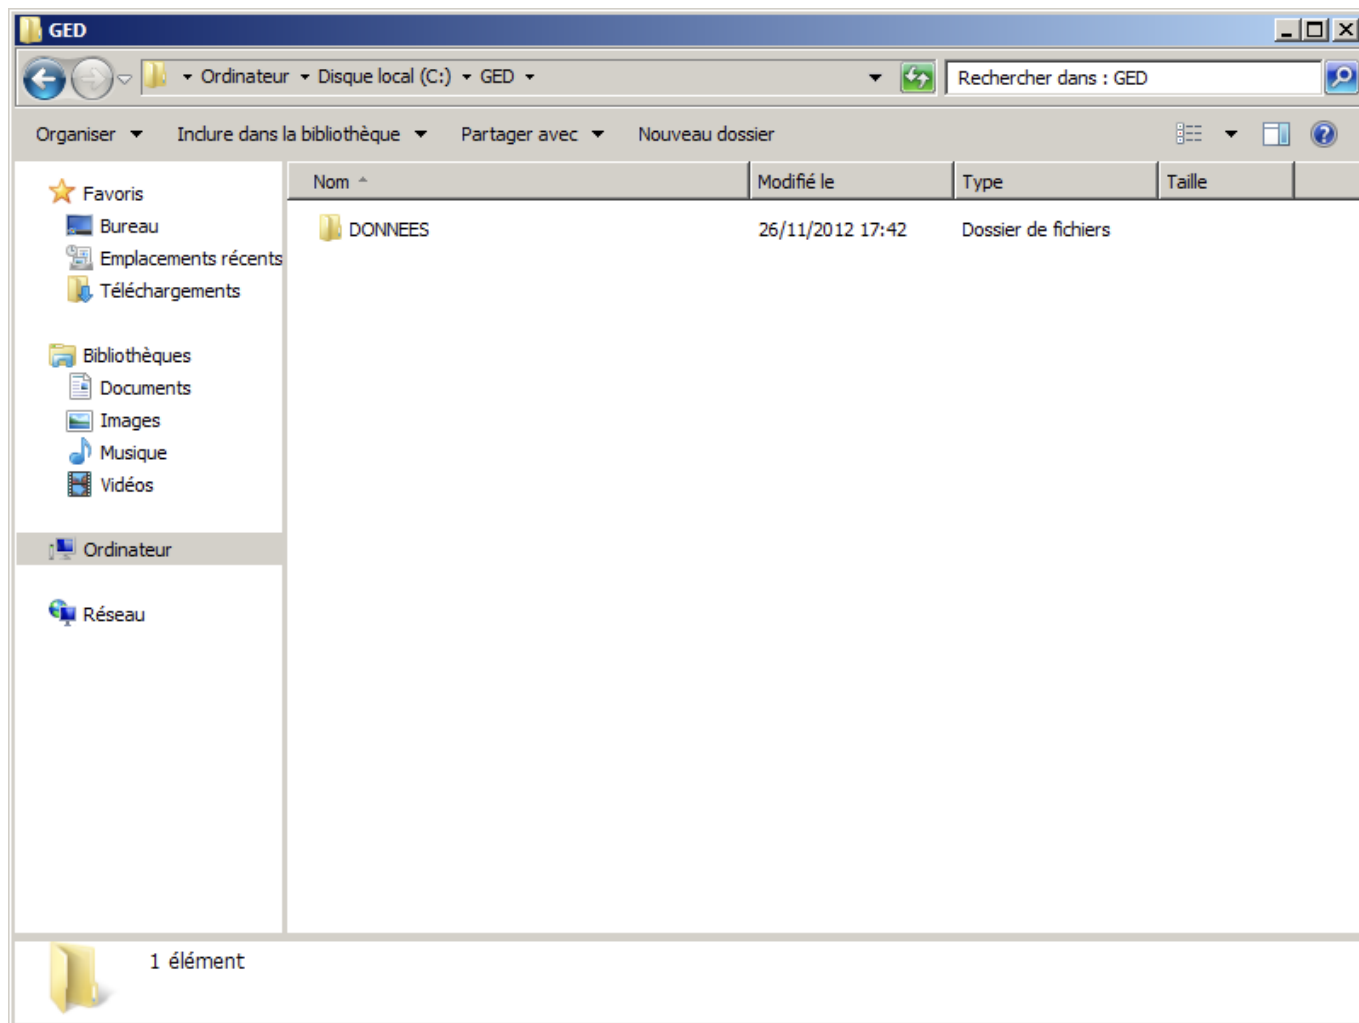 GED
Ordinateur Disque local (C:) GED
Rechercher dans : GED
Organiser Inclure dans la bibliothèque Partager avec Nouveau dossier
Nom Modifié le Type Taille
DONNEES 26/11/2012 17:42 Dossier de fichiers
Favoris
Bureau
Emplacements récents
Téléchargements
Bibliothèques
Documents
Images
Musique
Vidéos
Ordinateur
Réseau
1 élément